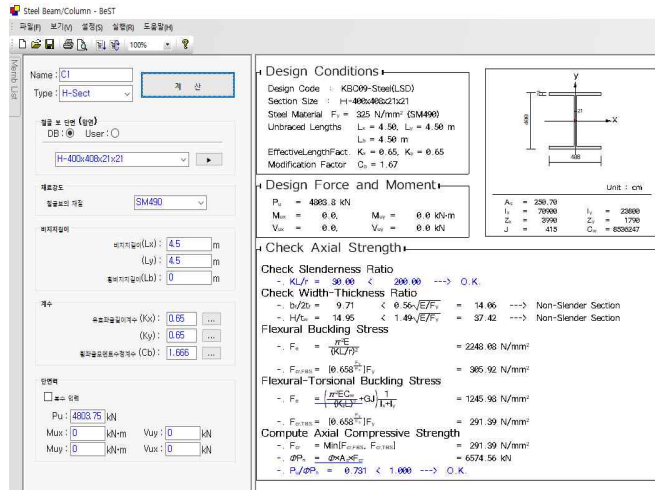 Steel Beam/Column - BeST
파일(F) 보기(V) 설정(S) 실행(R) 도움말(H)
100%
Memb List
Name : C1
Type : H-Sect
계 산
철골 보 단면 (강연)
DB: User:
H-400x408x21x21
재료강도
철골보의 재질 SM490
비지지길이
비지지길이(Lx) : 4.5 m
(Ly) : 4.5 m
횡비지지길이(Lb) : 0 m
계수
유효좌굴길이계수 (Kx) : 0.65 ...
(Ky) : 0.65 ...
횡좌굴모멘트수정계수 (Cb) : 1.666 ...
단면력
복수 입력
Pu : 4803.75 kN
Mux : 0 kN·m Vuy : 0 kN
Muy : 0 kN·m Vux : 0 kN
Design Conditions
Design Code : KBC09-Steel(LSD)
Section Size : H-400x408x21x21
Steel Material Fy = 325 N/mm² (SM490)
Unbraced Lengths Lx = 4.50, Ly = 4.50 m
Lb = 4.50 m
EffectiveLengthFact. Kx = 0.65, Ky = 0.65
Modification Factor Cb = 1.67
y
x
21
408
Design Force and Moment
Pu = 4803.8 kN
Mux = 0.0, Muy = 0.0 kN·m
Vux = 0.0, Vuy = 0.0 kN
Unit : cm
As = 250.70
Ix = 70900 Iy = 23800
Zx = 3990 Zy = 1790
J = 415 Cw = 8536247
Check Axial Strength
Check Slenderness Ratio
-. KL/r = 30.00 < 200.00 ---> O.K.
Check Width-Thickness Ratio
-. bf/2tf = 9.71 < 0.56√E/Fy = 14.06 ---> Non-Slender Section
-. H/tw = 14.95 < 1.49√E/Fy = 37.42 ---> Non-Slender Section
Flexural Buckling Stress
-. Fe = π²E/(KL/r)² = 2248.08 N/mm²
-. Fcr,FBS = [0.658^(Fy/Fe)]Fy = 305.92 N/mm²
Flexural-Torsional Buckling Stress
-. Fe = (π²ECw/(KzL)²+GJ) 1/(Ix+Iy) = 1245.98 N/mm²
-. Fcr,TBS = [0.658^(Fy/Fe)]Fy = 291.39 N/mm²
Compute Axial Compressive Strength
-. Fcr = Min[Fcr,FBS, Fcr,TBS] = 291.39 N/mm²
-. ØPn = Ø×As×Fcr = 6574.56 kN
-. Pu/ØPn = 0.731 < 1.000 ---> O.K.